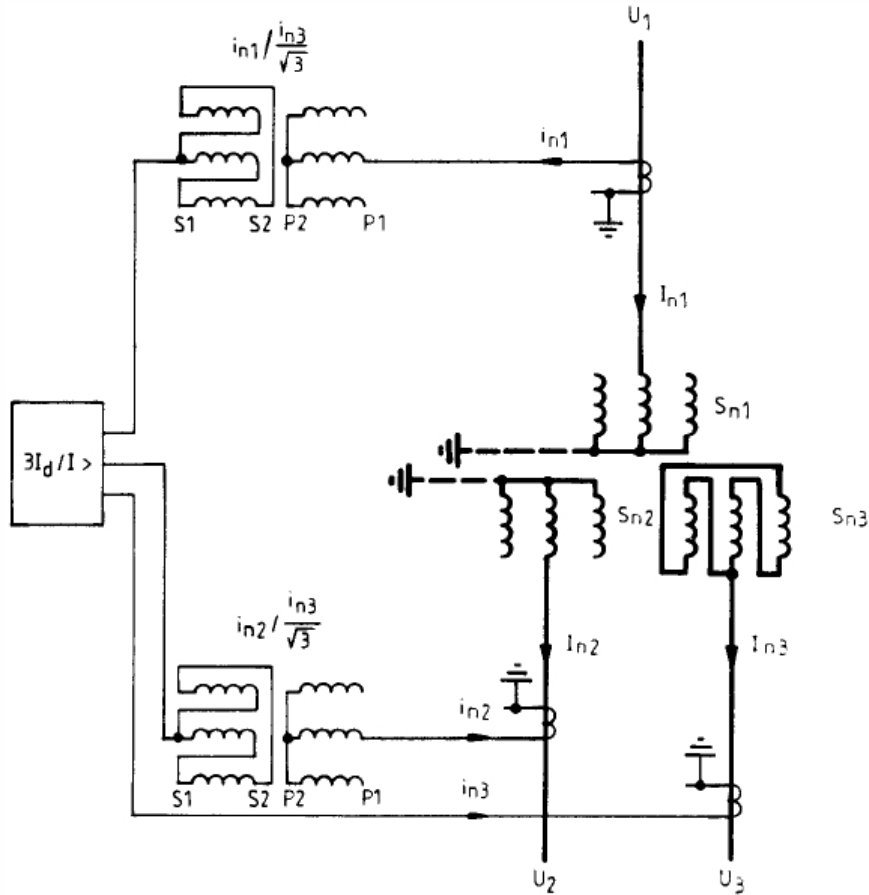 U1
in1 / in3/√3
in1
S1 S2 P2 P1
In1
Sn1
3Id/I >
Sn2 Sn3
in2 / in3/√3
In2 In3
in2
S1 S2 P2 P1
in3
U2 U3